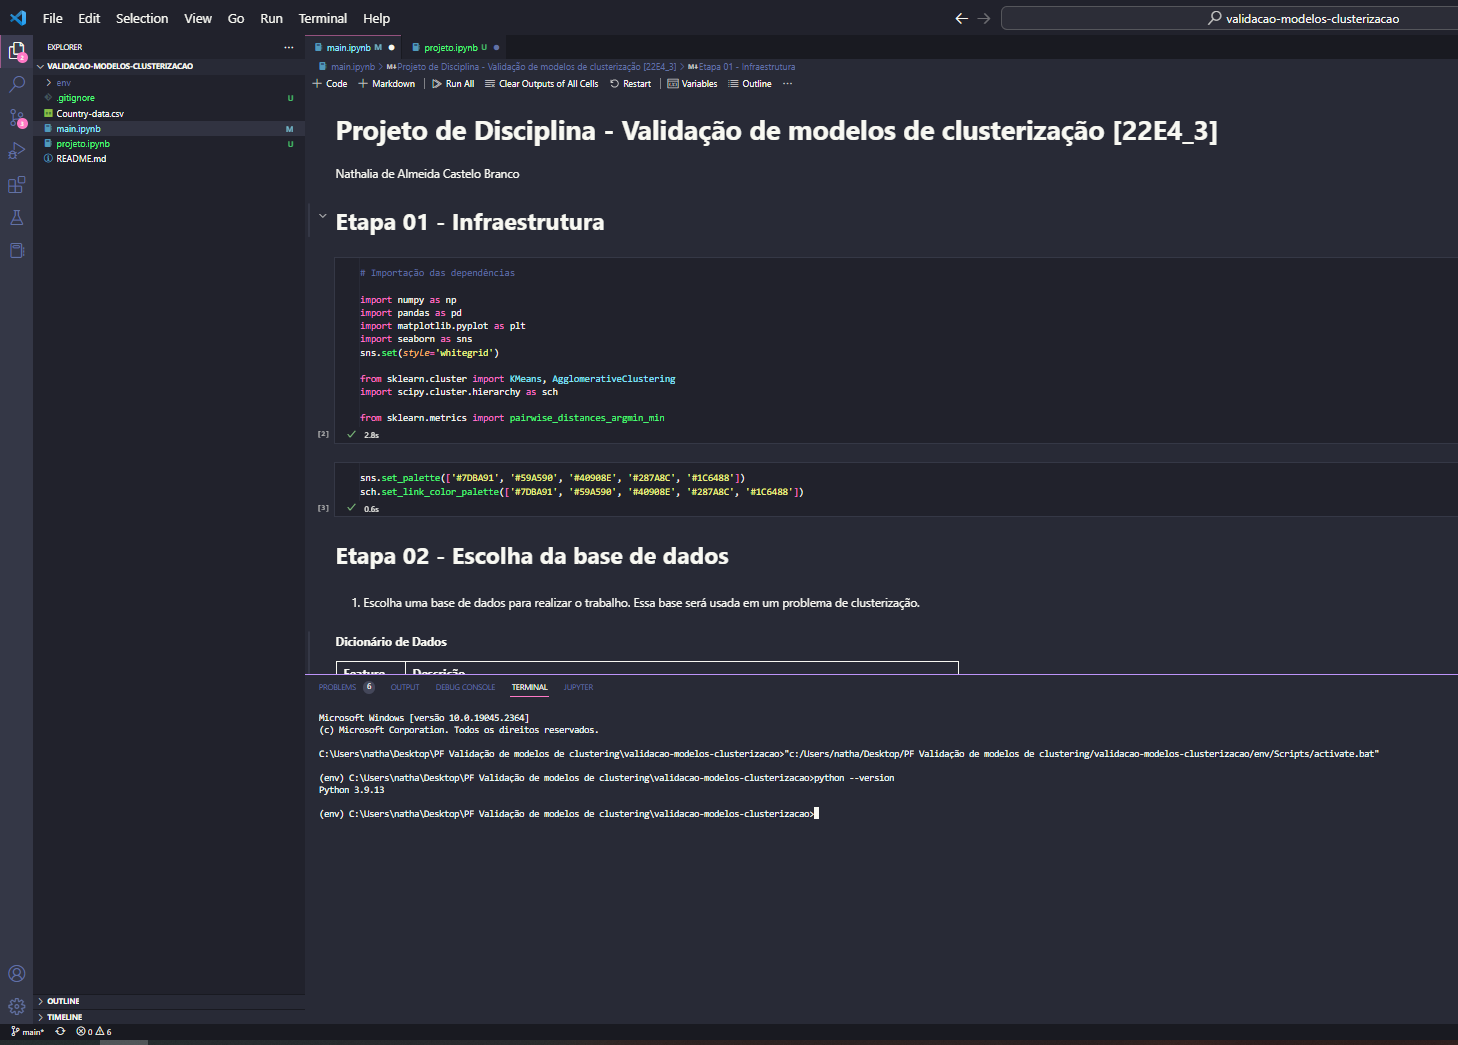 File Edit Selection View Go Run Terminal Help
validacao-modelos-clusterizacao
EXPLORER
VALIDACAO-MODELOS-CLUSTERIZACAO
env
.gitignore U
Country-data.csv
main.ipynb M
projeto.ipynb U
README.md
OUTLINE
TIMELINE
2
3
main.ipynb M projeto.ipynb U
main.ipynb > M↓Projeto de Disciplina - Validação de modelos de clusterização [22E4_3] > M↓Etapa 01 - Infraestrutura
+ Code + Markdown | Run All Clear Outputs of All Cells Restart | Variables Outline ...
Projeto de Disciplina - Validação de modelos de clusterização [22E4_3]
Nathalia de Almeida Castelo Branco
Etapa 01 - Infraestrutura
# Importação das dependências
import numpy as np
import pandas as pd
import matplotlib.pyplot as plt
import seaborn as sns
sns.set(style='whitegrid')
from sklearn.cluster import KMeans, AgglomerativeClustering
import scipy.cluster.hierarchy as sch
from sklearn.metrics import pairwise_distances_argmin_min
[2] ✓ 2.8s
sns.set_palette(['#7DBA91', '#59A590', '#40908E', '#287A8C', '#1C6488'])
sch.set_link_color_palette(['#7DBA91', '#59A590', '#40908E', '#287A8C', '#1C6488'])
[3] ✓ 0.6s
Etapa 02 - Escolha da base de dados
1. Escolha uma base de dados para realizar o trabalho. Essa base será usada em um problema de clusterização.
Dicionário de Dados
Feature Descrição
PROBLEMS 6 OUTPUT DEBUG CONSOLE TERMINAL JUPYTER
Microsoft Windows [versão 10.0.19045.2364]
(c) Microsoft Corporation. Todos os direitos reservados.
C:\Users\natha\Desktop\PF Validação de modelos de clustering\validacao-modelos-clusterizacao>"c:/Users/natha/Desktop/PF Validação de modelos de clustering/validacao-modelos-clusterizacao/env/Scripts/activate.bat"
(env) C:\Users\natha\Desktop\PF Validação de modelos de clustering\validacao-modelos-clusterizacao>python --version
Python 3.9.13
(env) C:\Users\natha\Desktop\PF Validação de modelos de clustering\validacao-modelos-clusterizacao>
main* 0 6